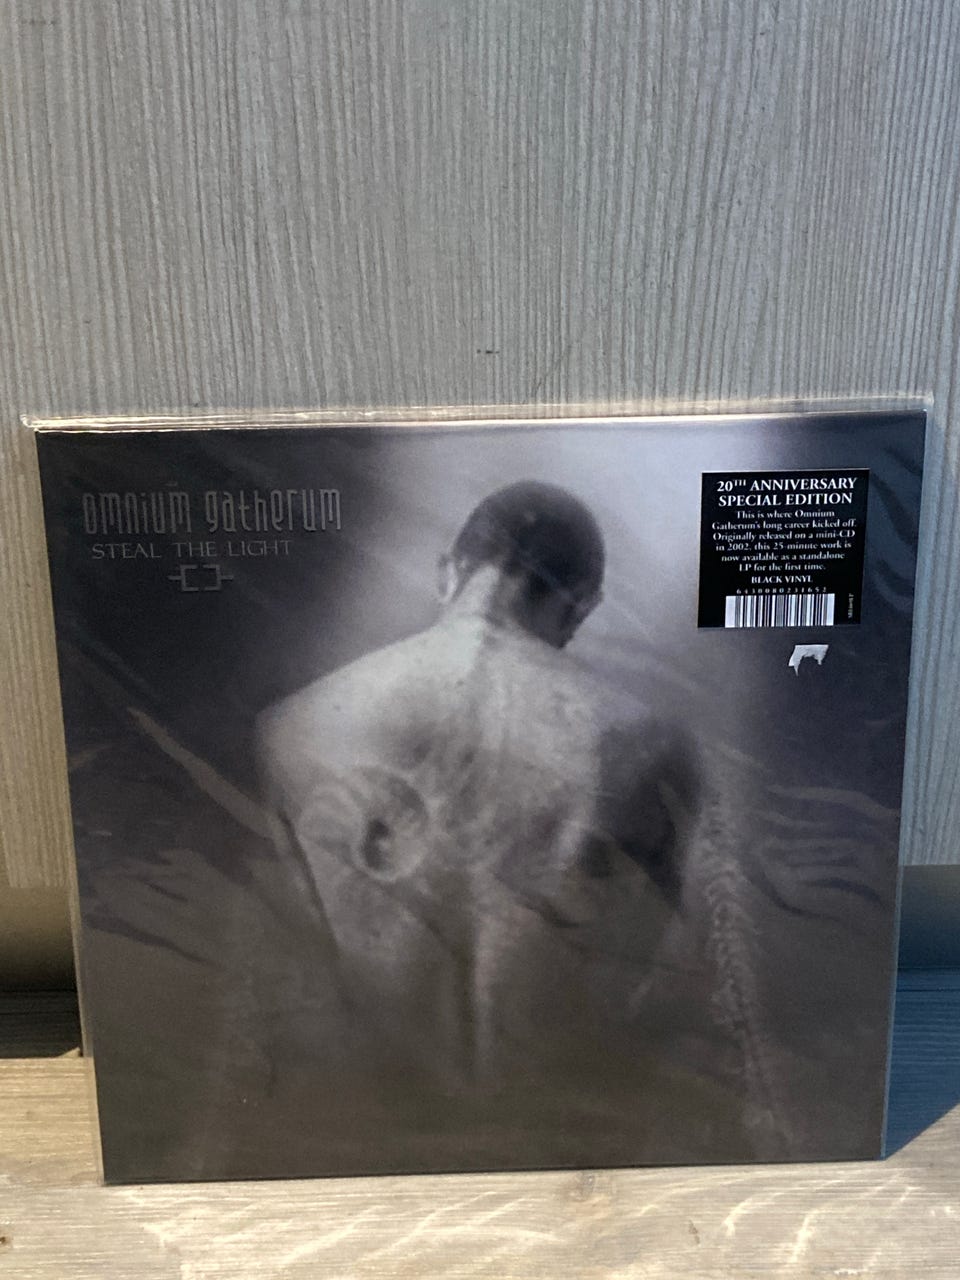 omnium gatherum
STEAL THE LIGHT
20TH ANNIVERSARY
SPECIAL EDITION
This is where Omnium
Gatherum's long career kicked off.
Originally released on a mini-CD
in 2002, this 25-minute work is
now available as a standalone
LP for the first time.
BLACK VINYL
6430080231652